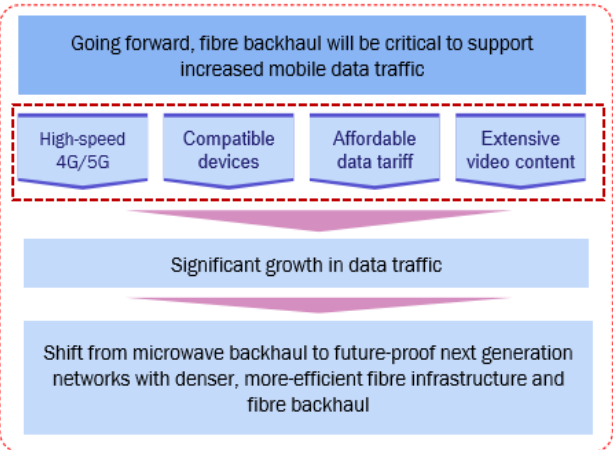 Going forward, fibre backhaul will be critical to support
increased mobile data traffic
High-speed
4G/5G
Compatible
devices
Affordable
data tariff
Extensive
video content
Significant growth in data traffic
Shift from microwave backhaul to future-proof next generation
networks with denser, more-efficient fibre infrastructure and
fibre backhaul